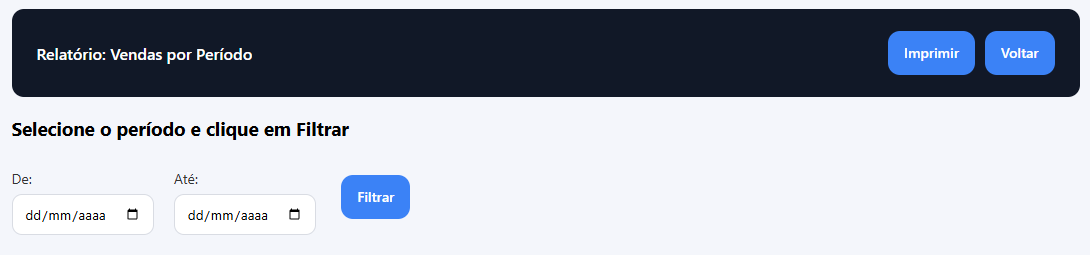 Relatório: Vendas por Período
Imprimir
Voltar
Selecione o período e clique em Filtrar
De:
Até:
dd/mm/aaaa
dd/mm/aaaa
Filtrar